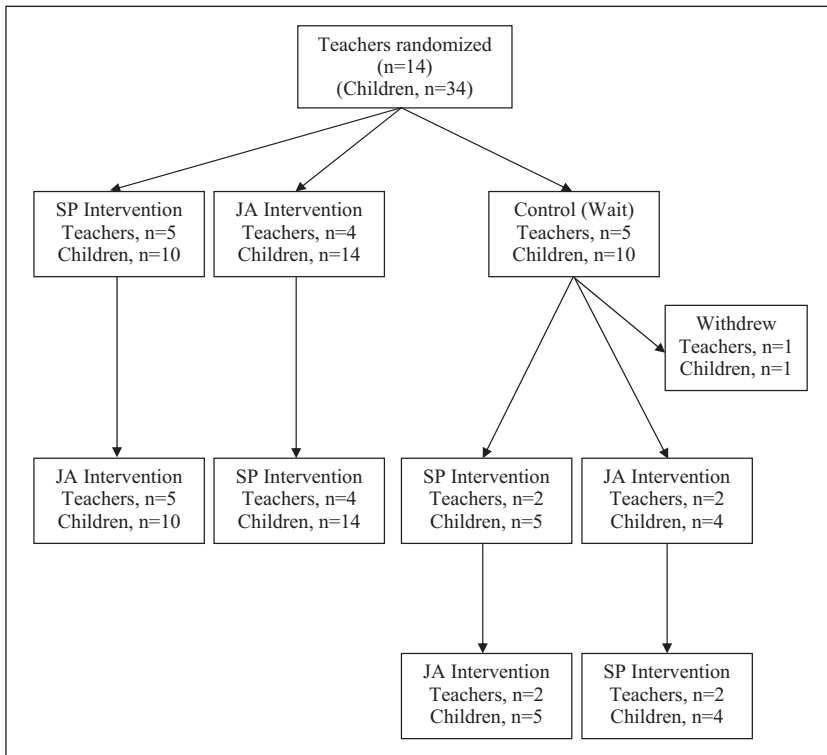 Teachers randomized
(n=14)
(Children, n=34)
SP Intervention
Teachers, n=5
Children, n=10
JA Intervention
Teachers, n=4
Children, n=14
Control (Wait)
Teachers, n=5
Children, n=10
Withdrew
Teachers, n=1
Children, n=1
JA Intervention
Teachers, n=5
Children, n=10
SP Intervention
Teachers, n=4
Children, n=14
SP Intervention
Teachers, n=2
Children, n=5
JA Intervention
Teachers, n=2
Children, n=4
JA Intervention
Teachers, n=2
Children, n=5
SP Intervention
Teachers, n=2
Children, n=4